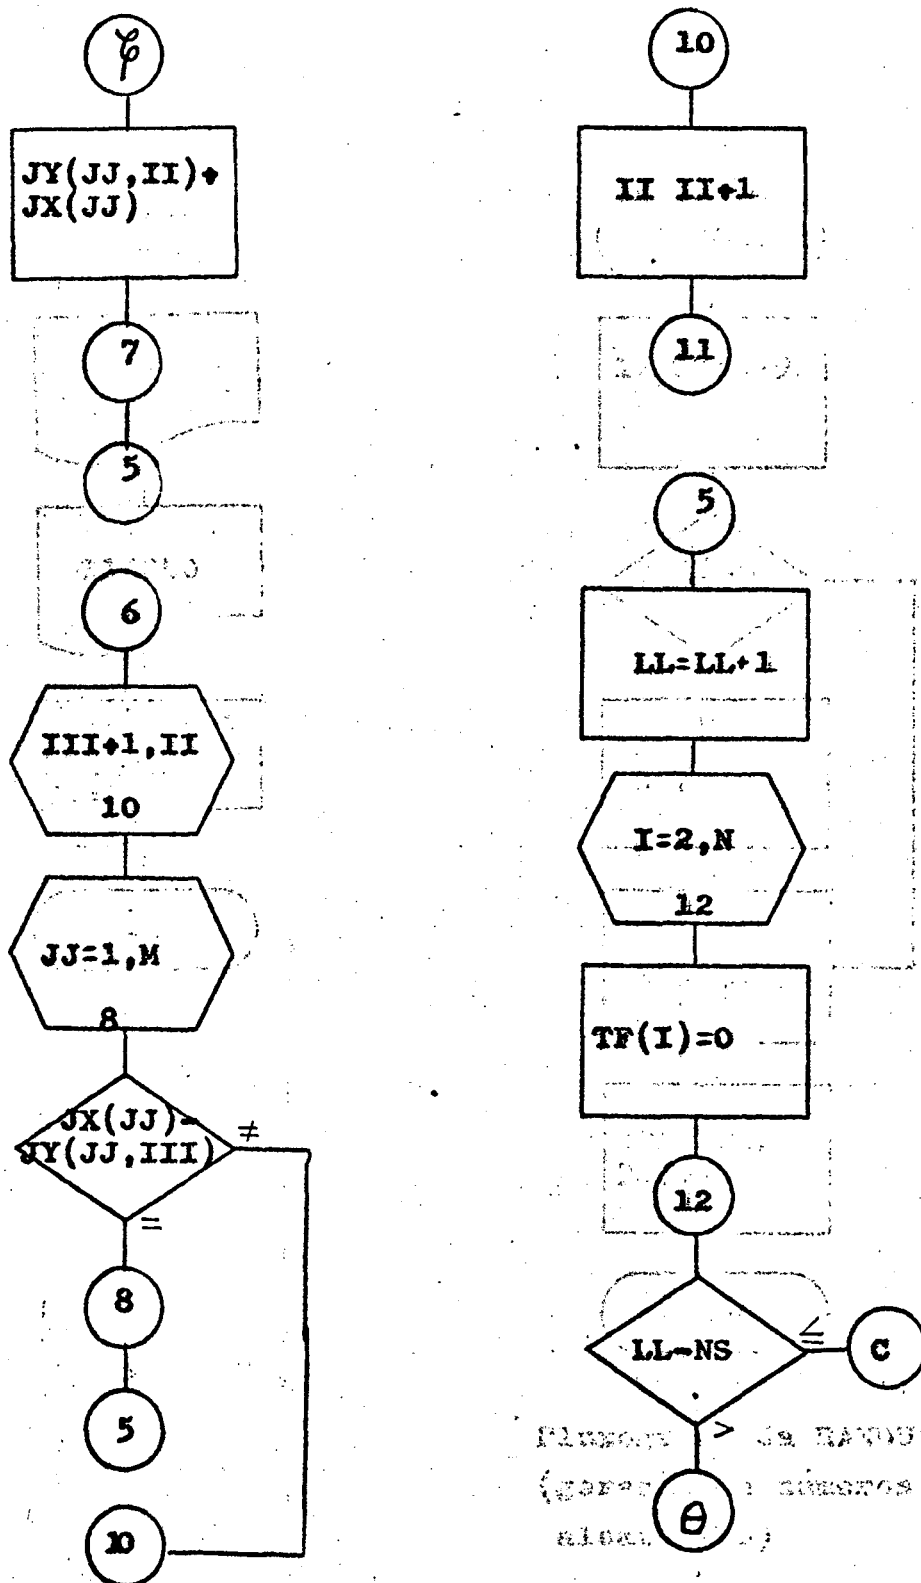 JY(JJ,II)+
JX(JJ)
7
5
6
III+1,II
10
JJ=1,M
8
JX(JJ)-
JY(JJ,III)
≠
=
8
5
10
10
II II+1
11
5
LL=LL+1
I=2,N
12
TF(I)=0
12
LL-NS
≤
C
>
θ
números